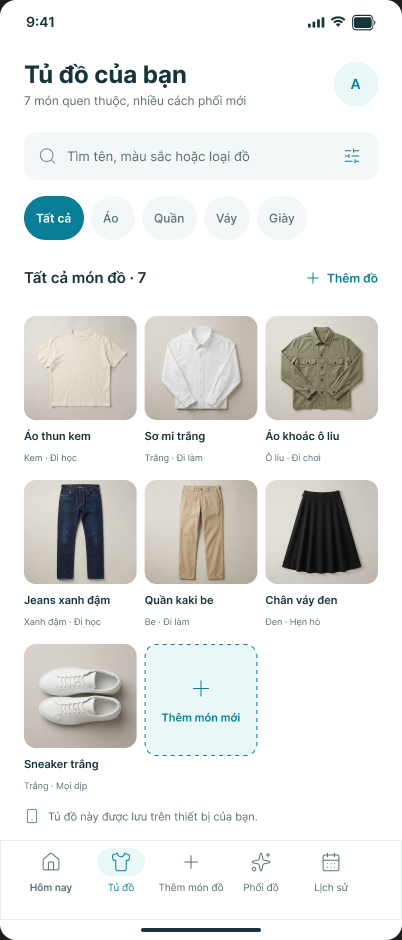 9:41
Tủ đồ của bạn
7 món quen thuộc, nhiều cách phối mới
A
Tìm tên, màu sắc hoặc loại đồ
Tất cả Áo Quần Váy Giày
Tất cả món đồ · 7
Thêm đồ
Áo thun kem Sơ mi trắng Áo khoác ô liu
Kem · Đi học Trắng · Đi làm Ô liu · Đi chơi
Jeans xanh đậm Quần kaki be Chân váy đen
Xanh đậm · Đi học Be · Đi làm Đen · Hẹn hò
Thêm món mới
Sneaker trắng
Trắng · Mọi dịp
Tủ đồ này được lưu trên thiết bị của bạn.
Hôm nay Tủ đồ Thêm món đồ Phối đồ Lịch sử